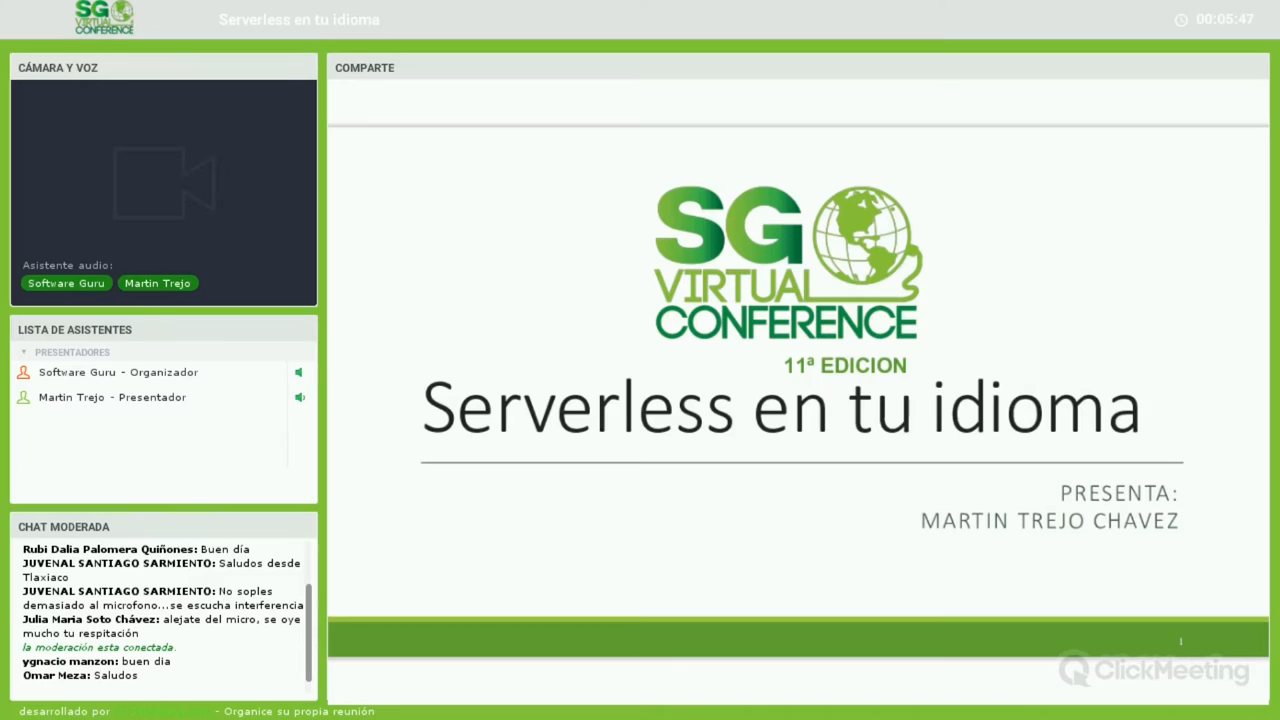 SG
VIRTUAL
CONFERENCE
Serverless en tu idioma
00:05:47
CÁMARA Y VOZ
Asistente audio:
Software Guru
Martin Trejo
LISTA DE ASISTENTES
PRESENTADORES
Software Guru - Organizador
Martin Trejo - Presentador
CHAT MODERADA
Rubi Dalia Palomera Quiñones: Buen día
JUVENAL SANTIAGO SARMIENTO: Saludos desde
Tlaxiaco
JUVENAL SANTIAGO SARMIENTO: No soples
demasiado al microfono...se escucha interferencia
Julia Maria Soto Chávez: alejate del micro, se oye
mucho tu respitación
la moderación esta conectada.
ygnacio manzon: buen dia
Omar Meza: Saludos
COMPARTE
SG
VIRTUAL
CONFERENCE
11ª EDICION
Serverless en tu idioma
PRESENTA:
MARTIN TREJO CHAVEZ
1
ClickMeeting
desarrollado por
- Organice su propia reunión